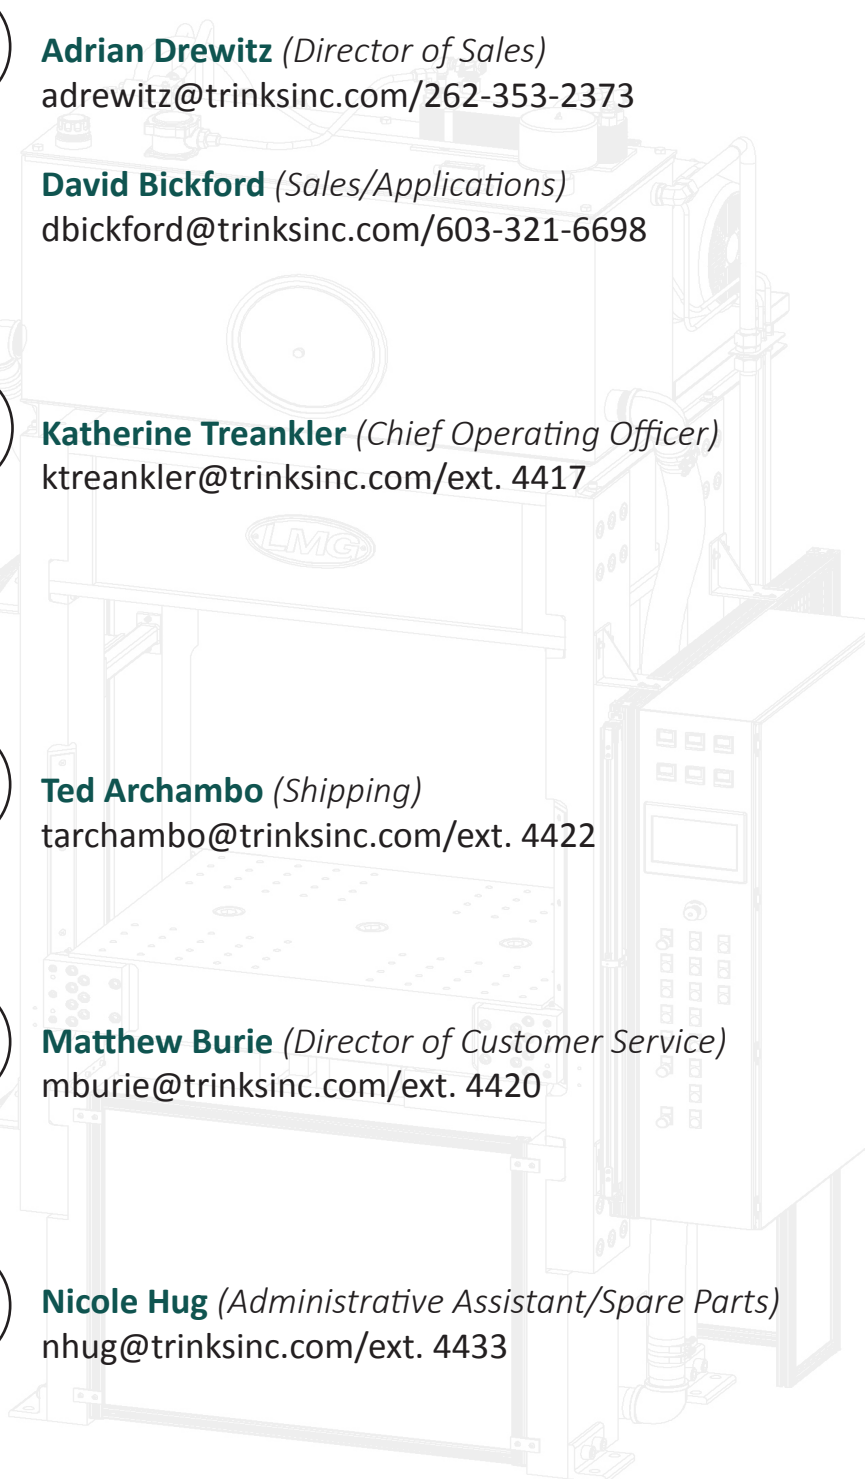 Adrian Drewitz (Director of Sales)
adrewitz@trinksinc.com/262-353-2373
David Bickford (Sales/Applications)
dbickford@trinksinc.com/603-321-6698
Katherine Treankler (Chief Operating Officer)
ktreankler@trinksinc.com/ext. 4417
LMG
Ted Archambo (Shipping)
tarchambo@trinksinc.com/ext. 4422
Matthew Burie (Director of Customer Service)
mburie@trinksinc.com/ext. 4420
Nicole Hug (Administrative Assistant/Spare Parts)
nhug@trinksinc.com/ext. 4433